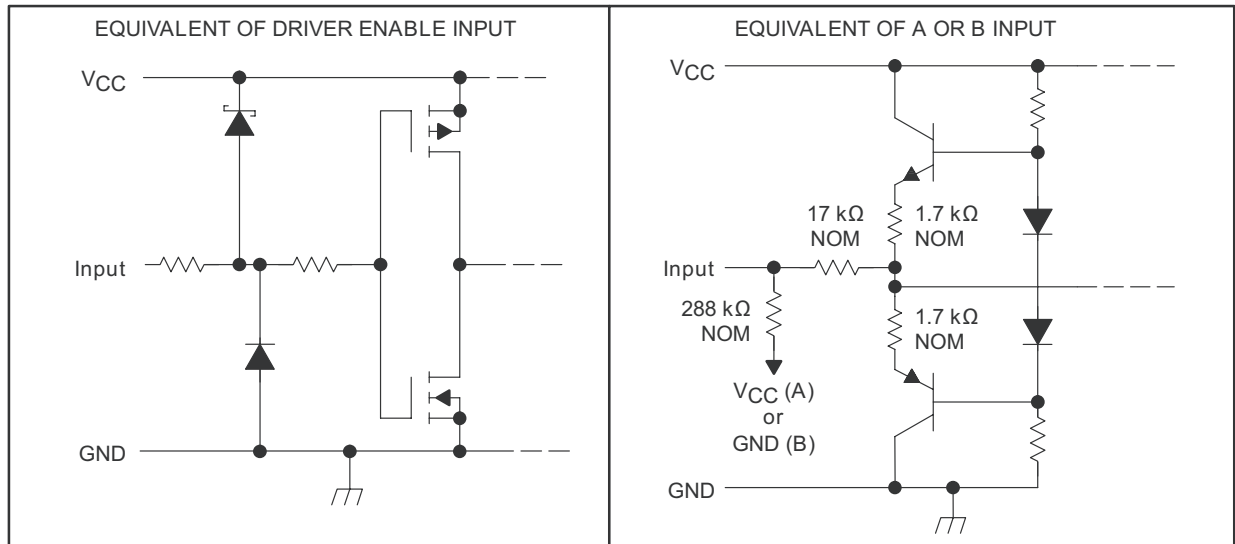 EQUIVALENT OF DRIVER ENABLE INPUT
VCC
Input
GND
EQUIVALENT OF A OR B INPUT
VCC
17 kΩ
NOM
1.7 kΩ
NOM
Input
288 kΩ
NOM
1.7 kΩ
NOM
VCC (A)
or
GND (B)
GND